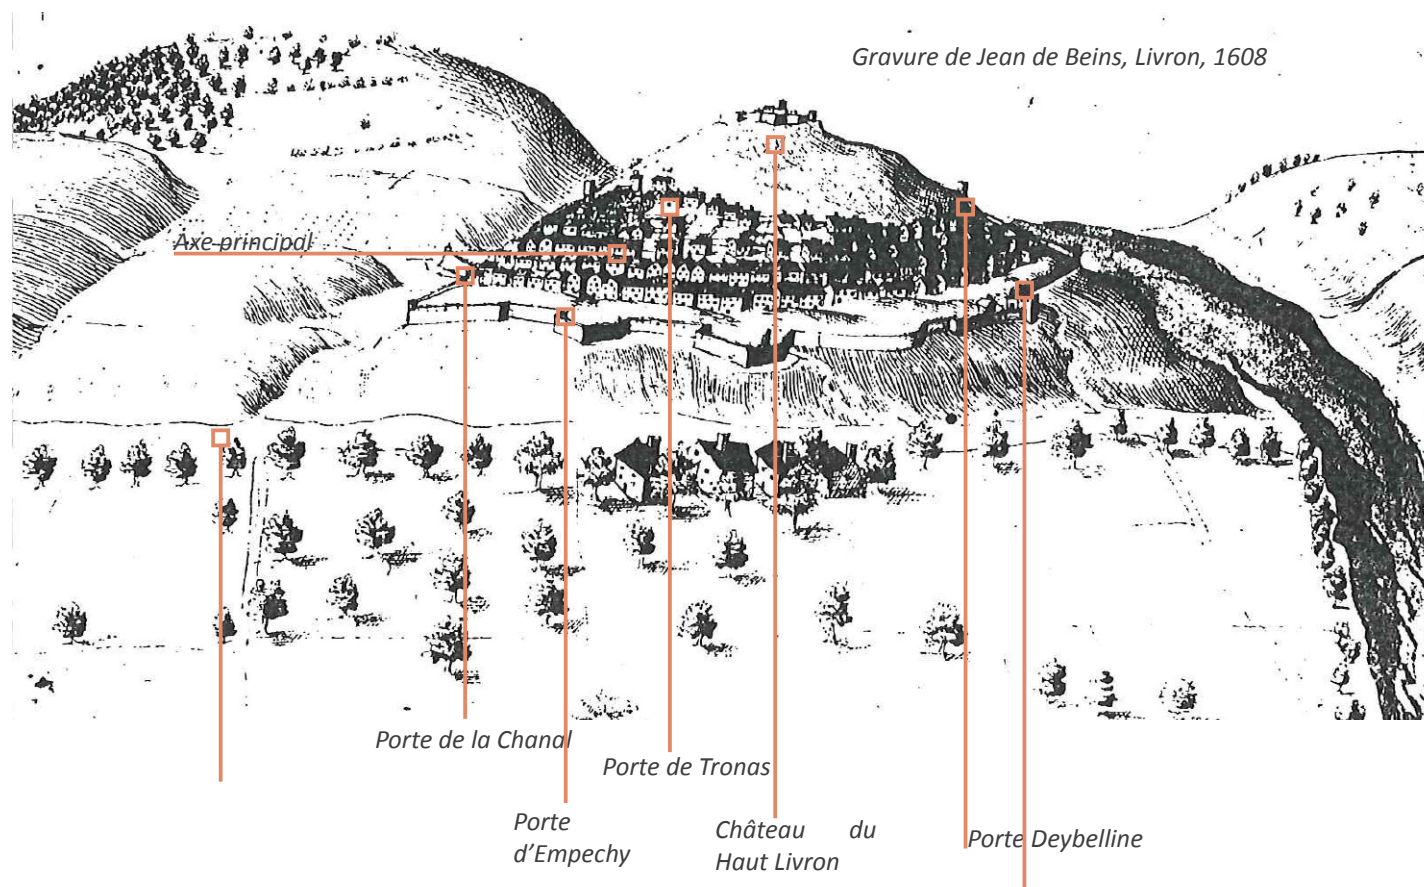 Gravure de Jean de Beins, Livron, 1608
Axe principal
Porte de la Chanal
Porte de Tronas
Porte
d’Empechy
Château du
Haut Livron
Porte Deybelline